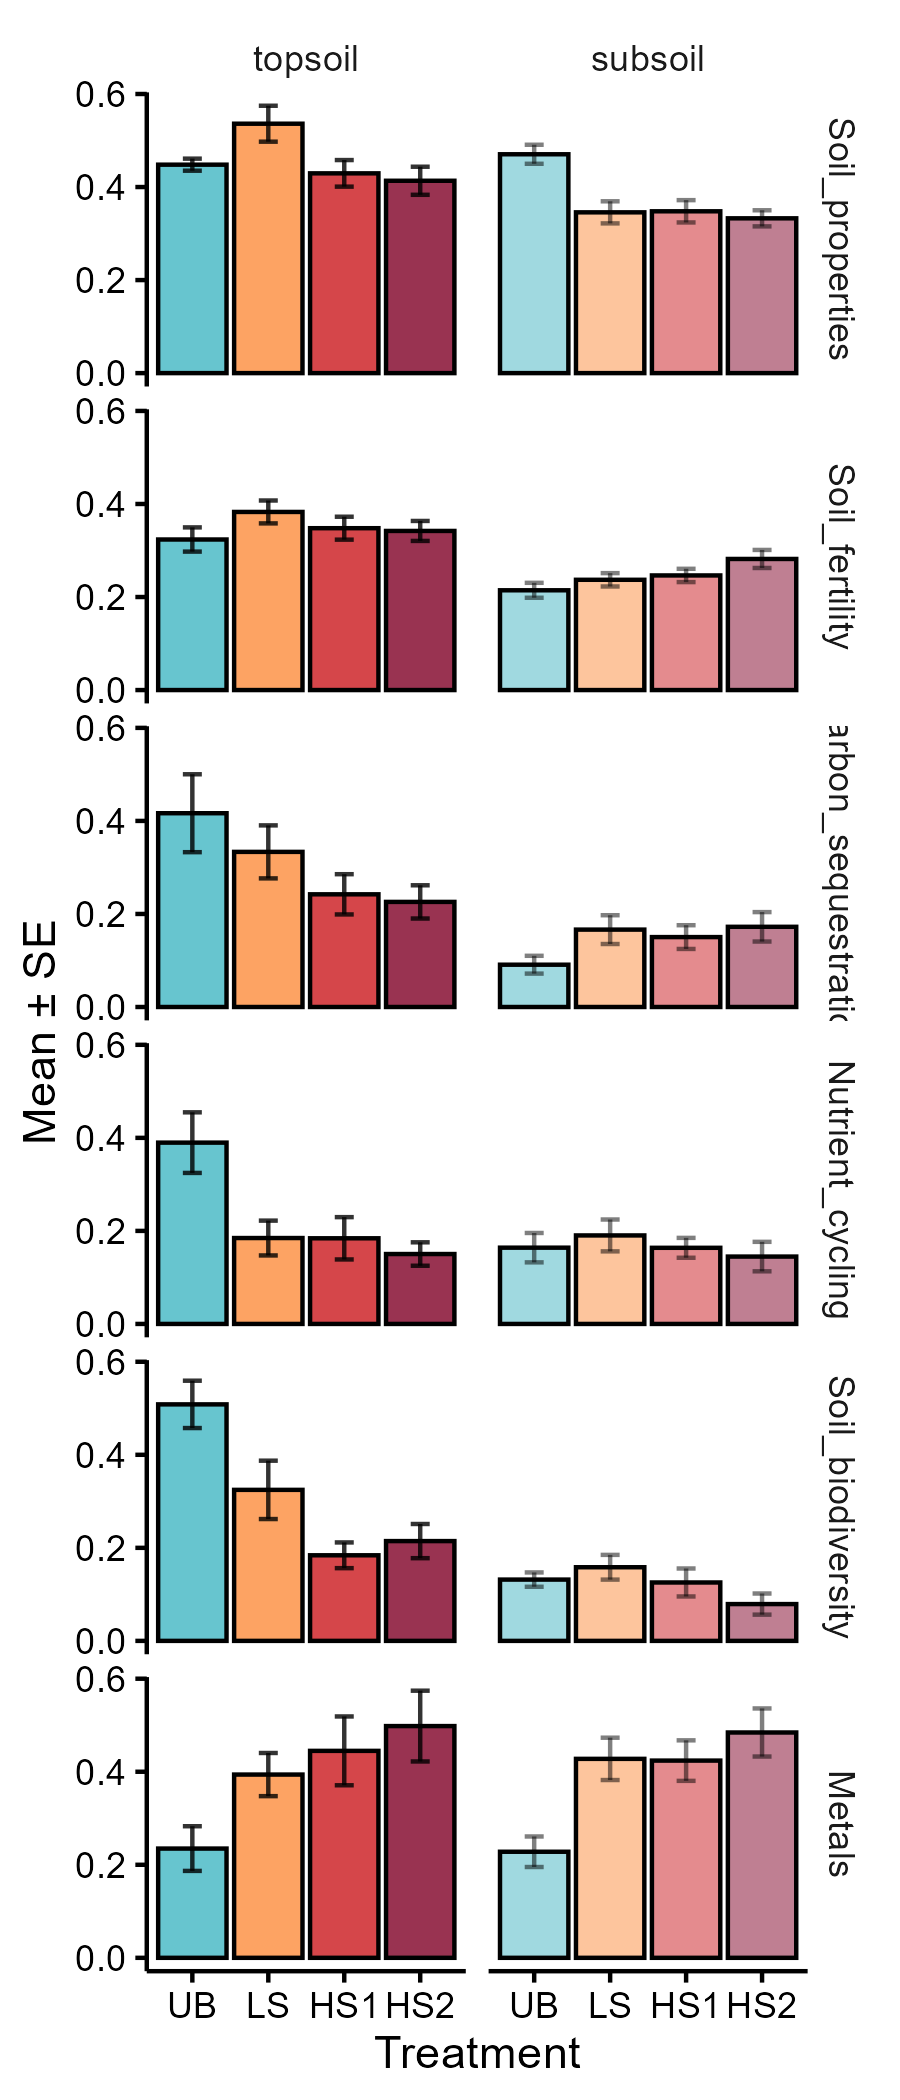 topsoil subsoil
0.6
0.4
0.2
0.0
Soil_properties
0.6
0.4
0.2
0.0
Soil_fertility
0.6
0.4
0.2
0.0
arbon_sequestratic
0.6
0.4
0.2
0.0
Nutrient_cycling
0.6
0.4
0.2
0.0
Soil_biodiversity
0.6
0.4
0.2
0.0
Metals
Mean ± SE
UB LS HS1 HS2 UB LS HS1 HS2
Treatment